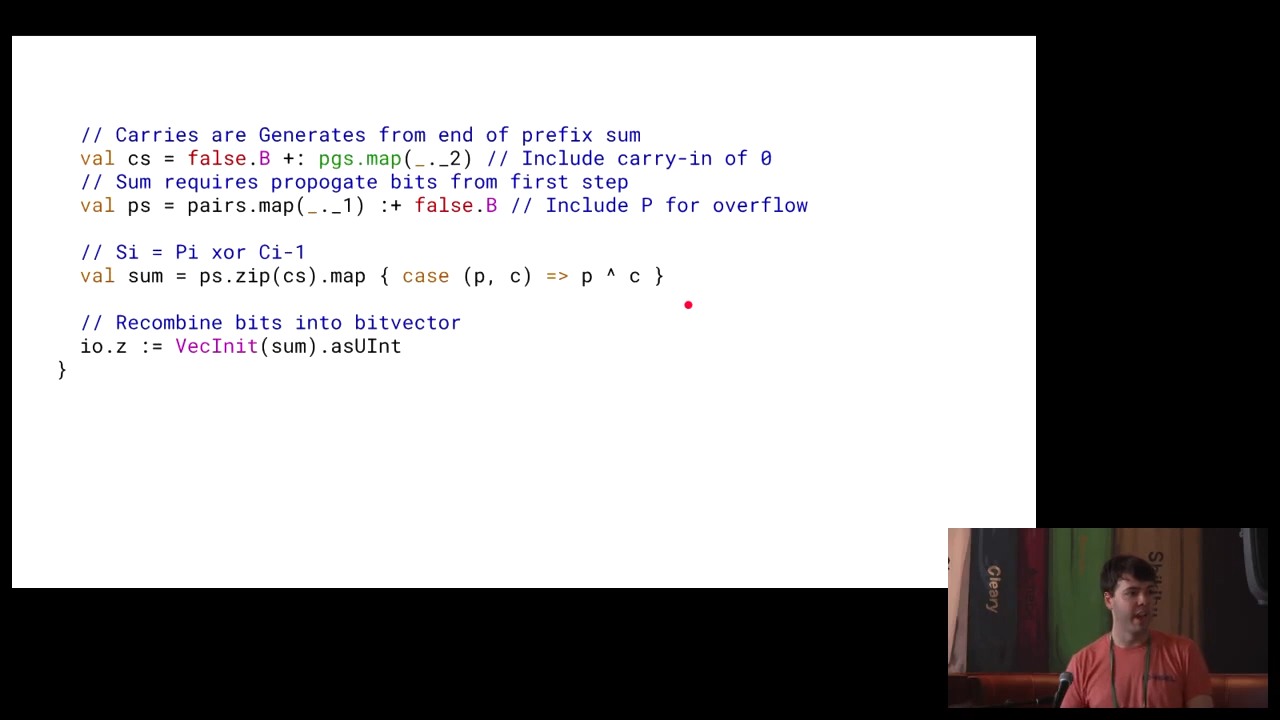 // Carries are Generates from end of prefix sum
val cs = false.B +: pgs.map(_._2) // Include carry-in of 0
// Sum requires propogate bits from first step
val ps = pairs.map(_._1) :+ false.B // Include P for overflow
// Si = Pi xor Ci-1
val sum = ps.zip(cs).map { case (p, c) => p ^ c }
// Recombine bits into bitvector
io.z := VecInit(sum).asUInt
}
Cleary